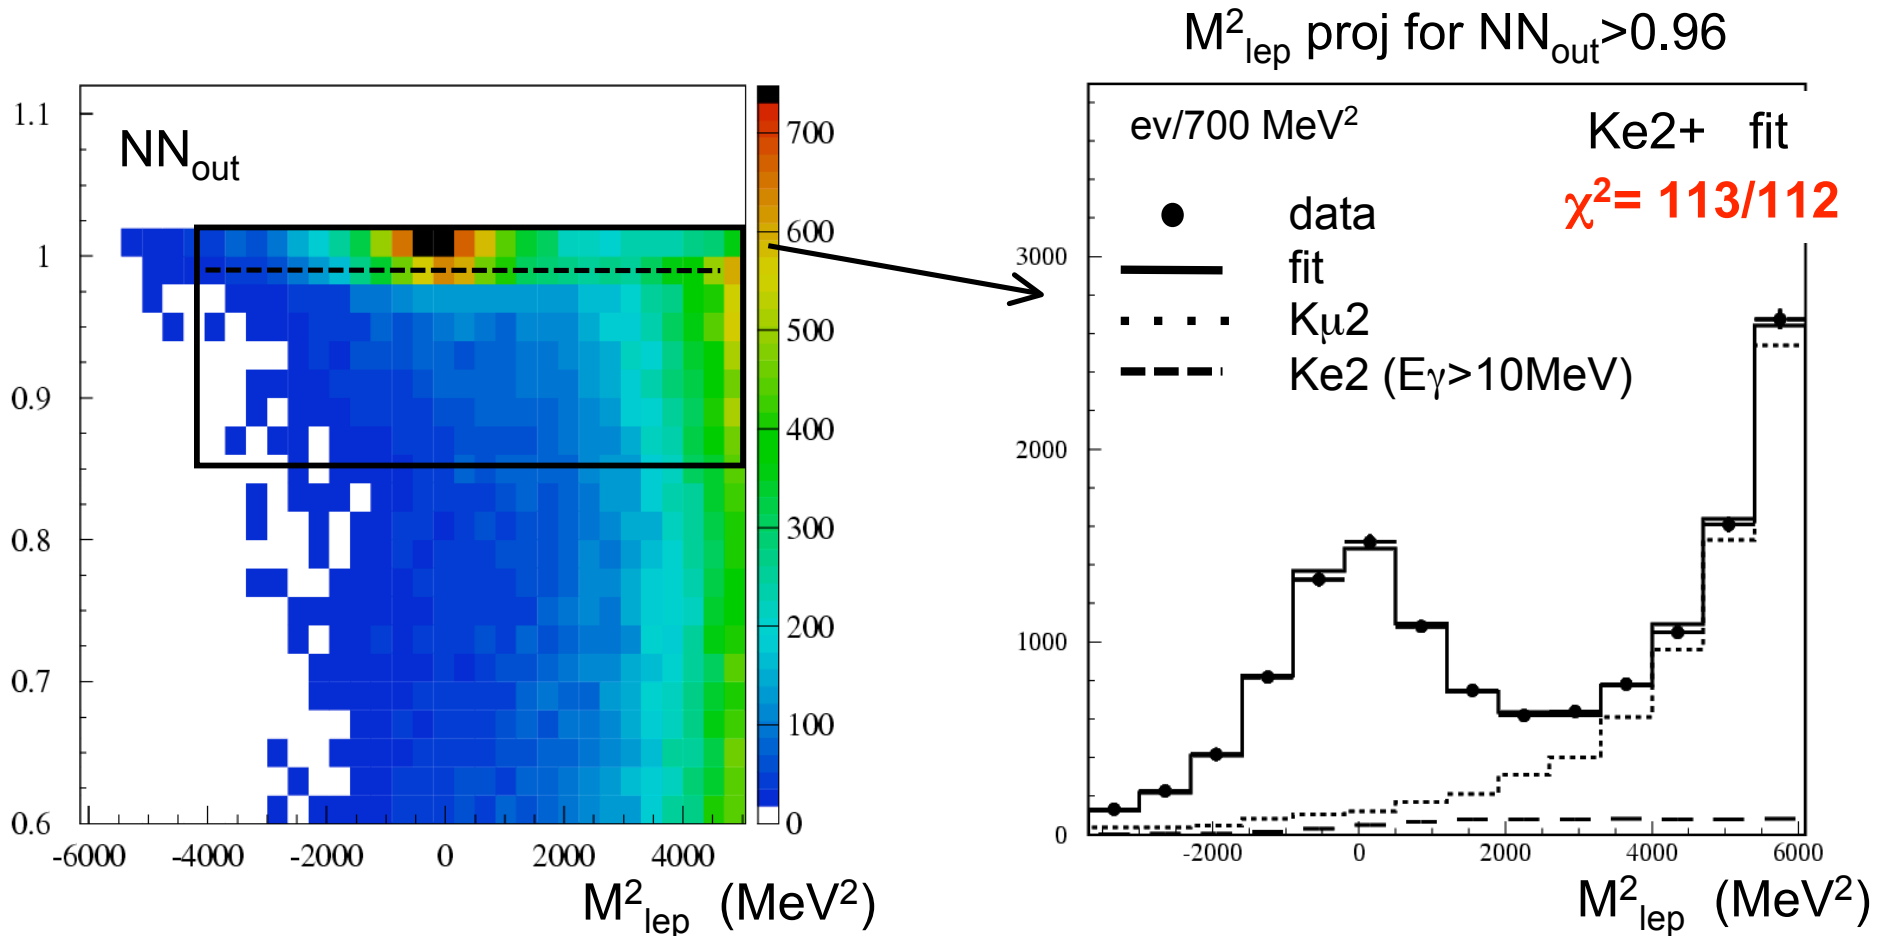 M²lep proj for NNout>0.96
NNout
1.1
1
0.9
0.8
0.7
0.6
-6000 -4000 -2000 0 2000 4000
M²lep (MeV²)
700
600
500
400
300
200
100
0
ev/700 MeV²
Ke2+ fit
χ²= 113/112
data
fit
Kμ2
Ke2 (Eγ>10MeV)
3000
2000
1000
0
-2000 0 2000 4000 6000
M²lep (MeV²)